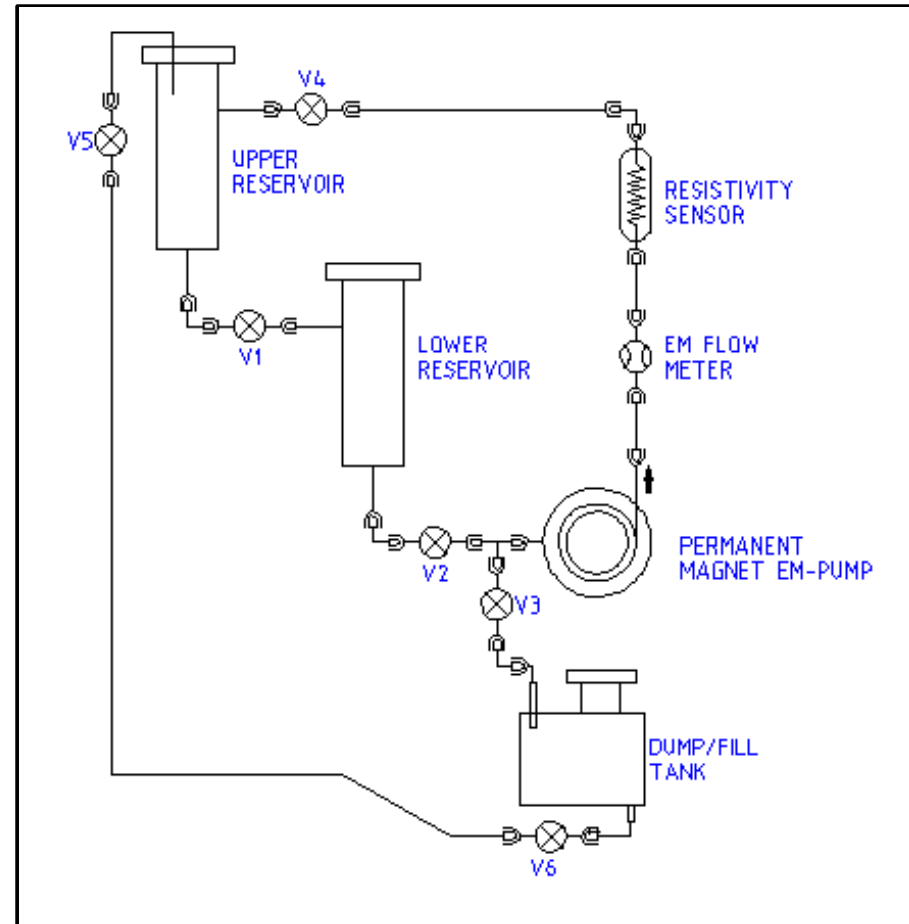 V4
V5
UPPER
RESERVOIR
RESISTIVITY
SENSOR
V1
LOWER
RESERVOIR
EM FLOW
METER
V2
PERMANENT
MAGNET EM-PUMP
V3
DUMP/FILL
TANK
V6